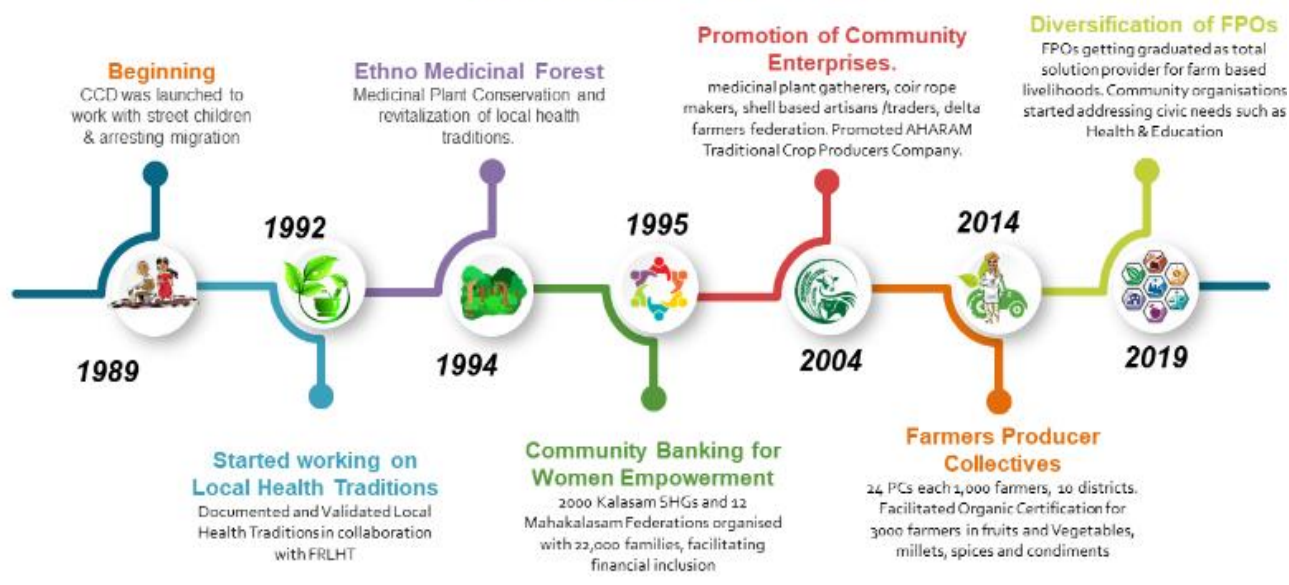 Beginning
CCD was launched to
work with street children
& arresting migration
1989
1992
Started working on
Local Health Traditions
Documented and Validated Local
Health Traditions in collaboration
with FRLHT
Ethno Medicinal Forest
Medicinal Plant Conservation and
revitalization of local health
traditions.
1994
1995
Community Banking for
Women Empowerment
2000 Kalasam SHGs and 12
Mahakalasam Federations organised
with 22,000 families, facilitating
financial inclusion
Promotion of Community
Enterprises.
medicinal plant gatherers, coir rope
makers, shell based artisans /traders, delta
farmers federation. Promoted AHARAM
Traditional Crop Producers Company.
2004
2014
Farmers Producer
Collectives
24 PCs each 1,000 farmers, 10 districts.
Facilitated Organic Certification for
3000 farmers in fruits and Vegetables,
millets, spices and condiments
Diversification of FPOs
FPOs getting graduated as total
solution provider for farm based
livelihoods. Community organisations
started addressing civic needs such as
Health & Education
2019